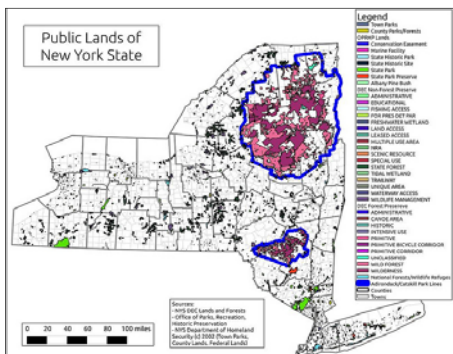 Public Lands of
New York State
Legend
Town Parks
County Parks/Forests
OPRHP Lands
Conservation Easement
Marine Facility
State Historic Park
State Historic Site
State Park
State Park Preserve
Albany Pine Bush
DEC Non-Forest Preserve
ADMINISTRATIVE
EDUCATIONAL
FISHING ACCESS
FOR PRES DET PAR
FRESHWATER WETLAND
LAND ACCESS
LEASED ACCESS
MULTIPLE USE AREA
NRA
SCENIC RESOURCE
SPECIAL USE
STATE FOREST
TIDAL WETLAND
TRAILWAY
UNIQUE AREA
WATERWAY ACCESS
WILDLIFE MANAGEMENT
DEC Forest Preserve
ADMINISTRATIVE
CANOE AREA
HISTORIC
INTENSIVE USE
PRIMITIVE
PRIMITIVE BICYCLE CORRIDOR
PRIMITIVE CORRIDOR
UNCLASSIFIED
WILD FOREST
WILDERNESS
National Forests/Wildlife Refuges
Adirondack/Catskill Park Lines
Counties
Towns
Sources:
- NYS DEC Lands and Forests
- Office of Parks, Recreation,
Historic Preservation
- NYS Department of Homeland
Security (c) 2002 (Town Parks,
County Lands, Federal Lands)
0 20 40 60 80 100 miles